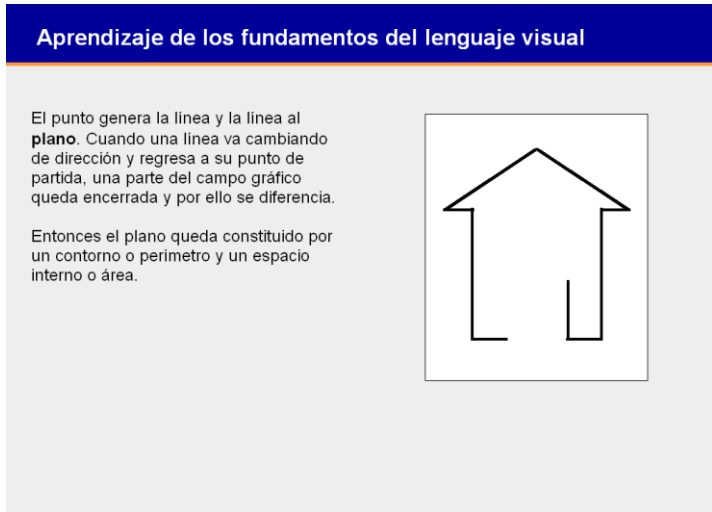 Aprendizaje de los fundamentos del lenguaje visual
El punto genera la línea y la línea al
plano. Cuando una línea va cambiando
de dirección y regresa a su punto de
partida, una parte del campo gráfico
queda encerrada y por ello se diferencia.
Entonces el plano queda constituido por
un contorno o perímetro y un espacio
interno o área.